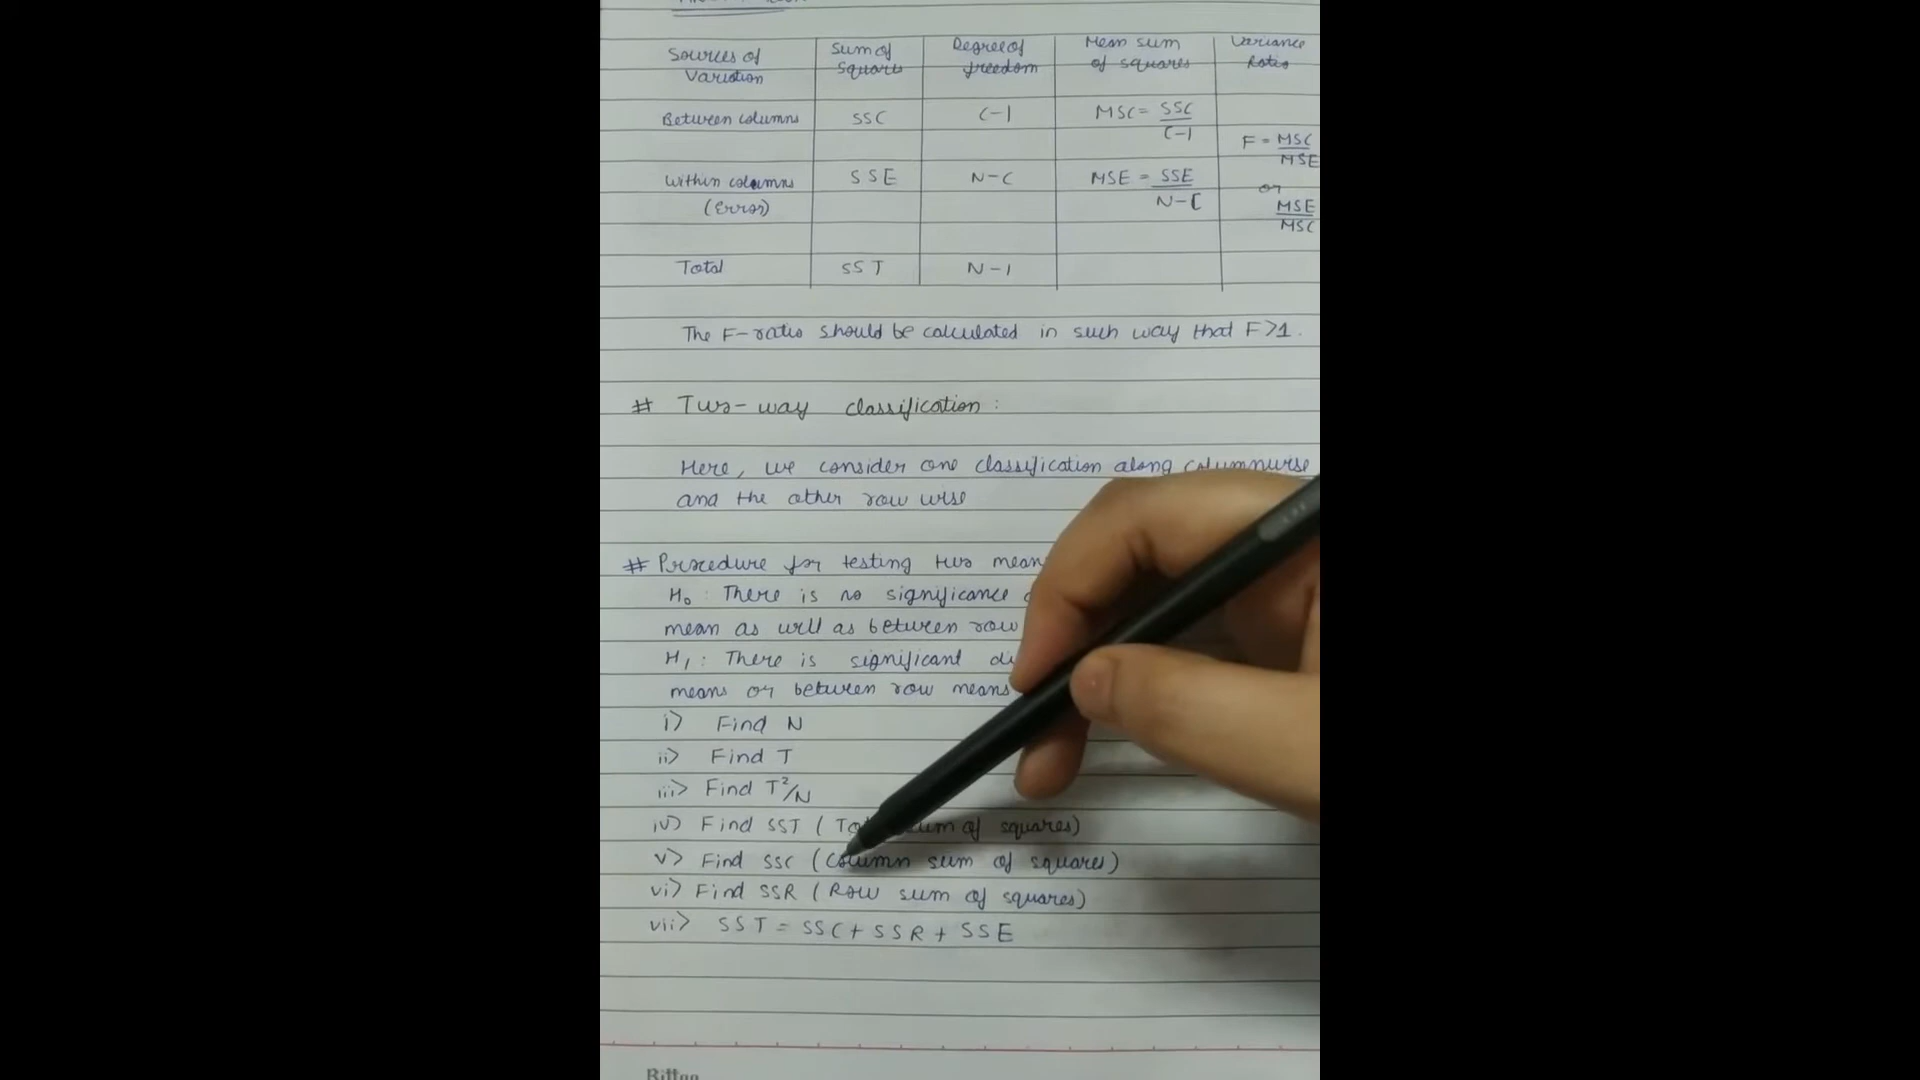 Sources of Variation | Sum of Squares | Degree of freedom | Mean sum of squares | Variance Ratio
Between columns | SSC | C-1 | MSC = SSC/C-1 | F = MSC/MSE
Within columns (Error) | SSE | N-C | MSE = SSE/N-C | or MSE/MSC
Total | SST | N-1
The F-ratio should be calculated in such way that F>1.
# Two-way classification:
Here, we consider one classification along columnwise
and the other row wise
# Procedure for testing two mean
H₀: There is no significance
mean as well as between row
H₁: There is significant
means or between row means
i) Find N
ii) Find T
iii) Find T²/N
iv) Find SST ( sum of squares)
v) Find SSC (Column sum of squares)
vi) Find SSR (Row sum of squares)
vii) SST = SSC + SSR + SSE